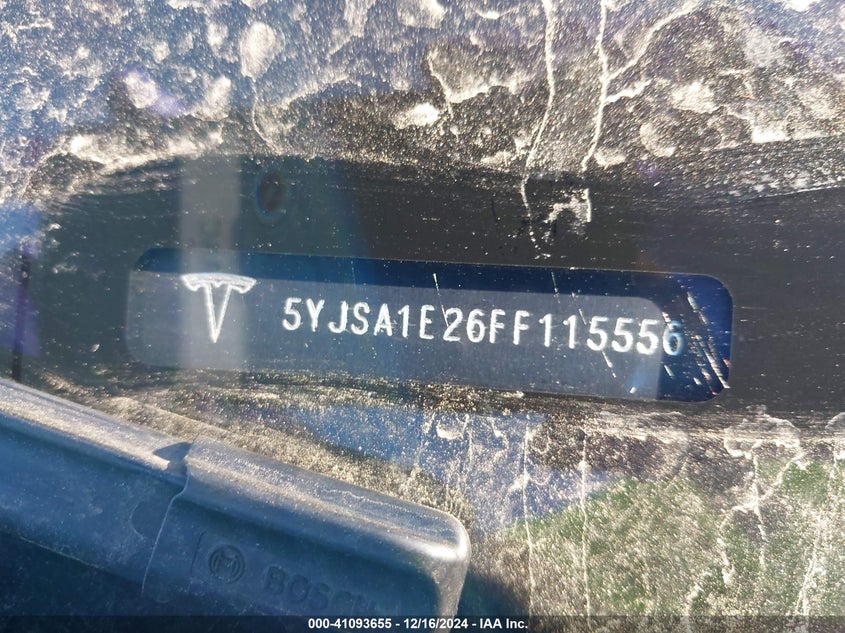 5YJSA1E26FF115556
BOSCH
000-41093655 - 12/16/2024 - IAA Inc.